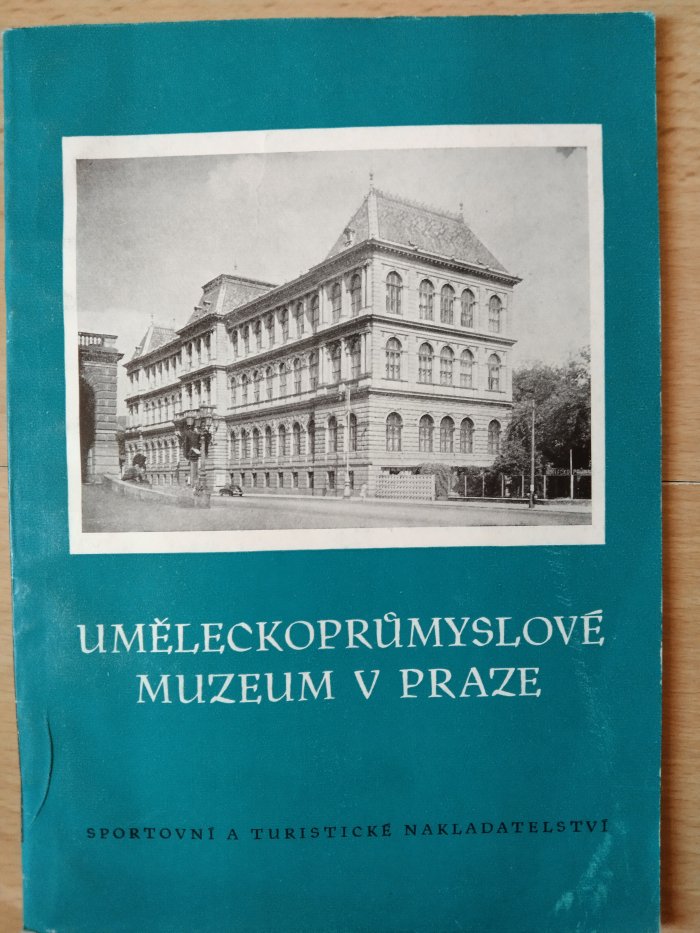 UMĚLECKOPRŮMYSLOVÉ
MUZEUM V PRAZE
SPORTOVNÍ A TURISTICKÉ NAKLADATELSTVÍ